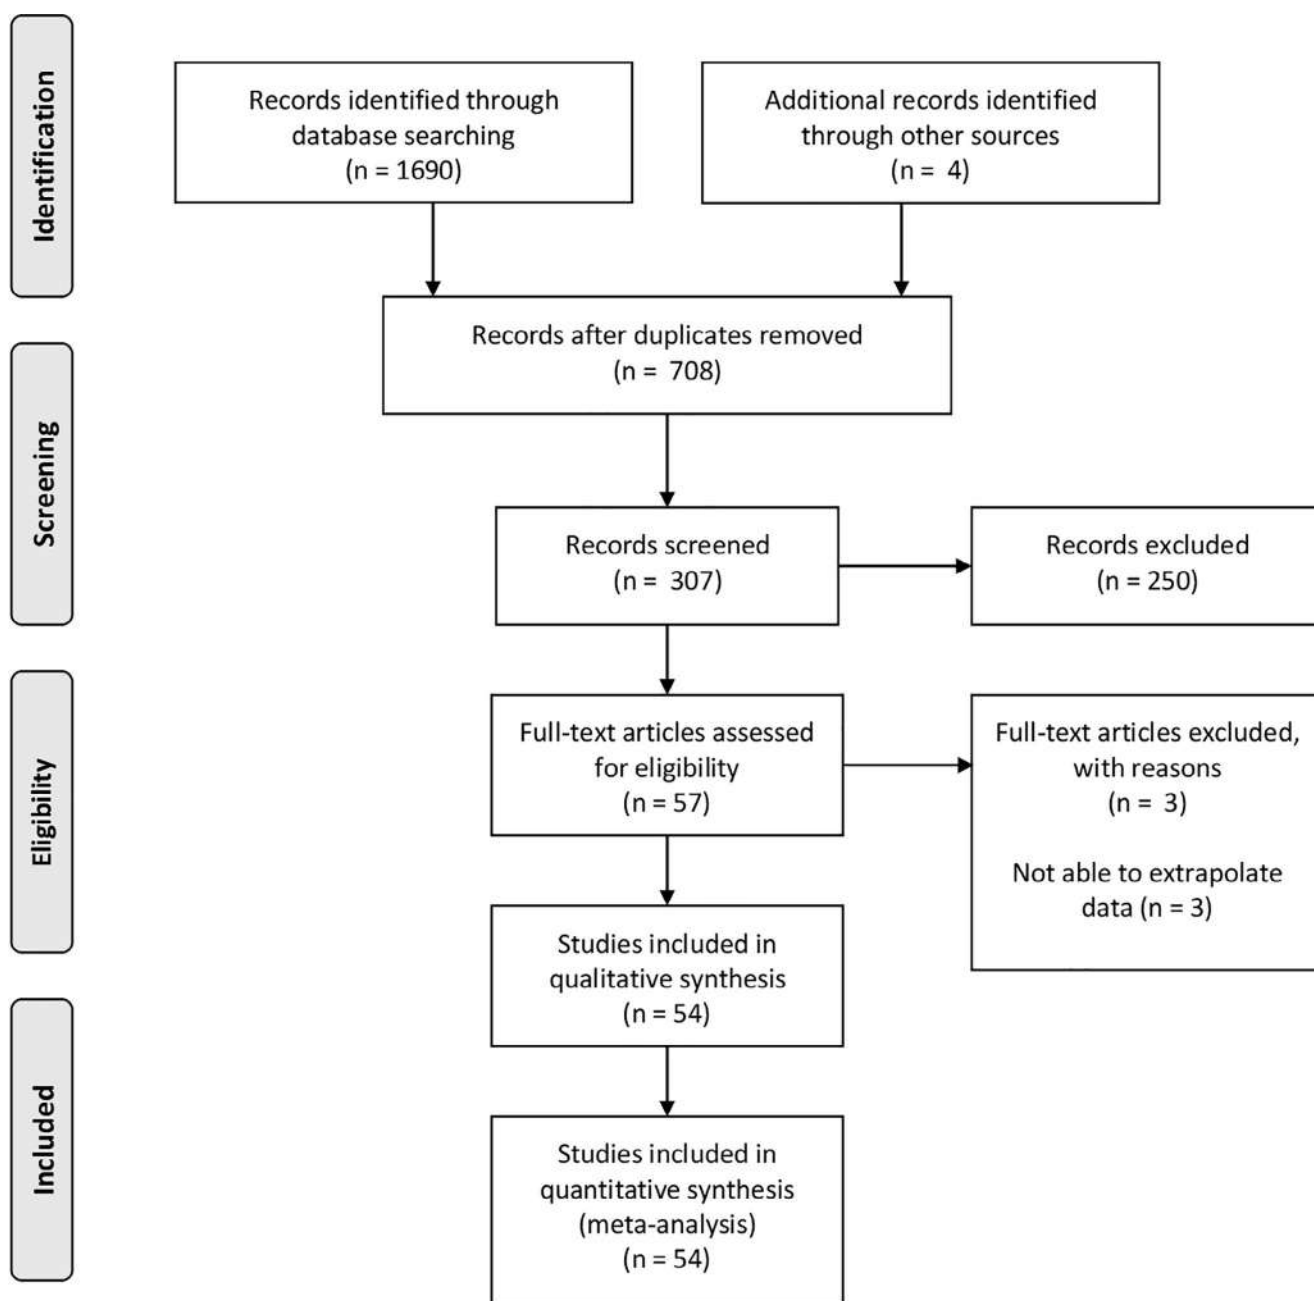 Identification
Records identified through
database searching
(n = 1690)
Additional records identified
through other sources
(n =  4)
Records after duplicates removed
(n =  708)
Screening
Records screened
(n =  307)
Records excluded
(n = 250)
Eligibility
Full-text articles assessed
for eligibility
(n = 57)
Full-text articles excluded,
with reasons
(n =  3)
Not able to extrapolate
data (n = 3)
Studies included in
qualitative synthesis
(n = 54)
Included
Studies included in
quantitative synthesis
(meta-analysis)
(n = 54)